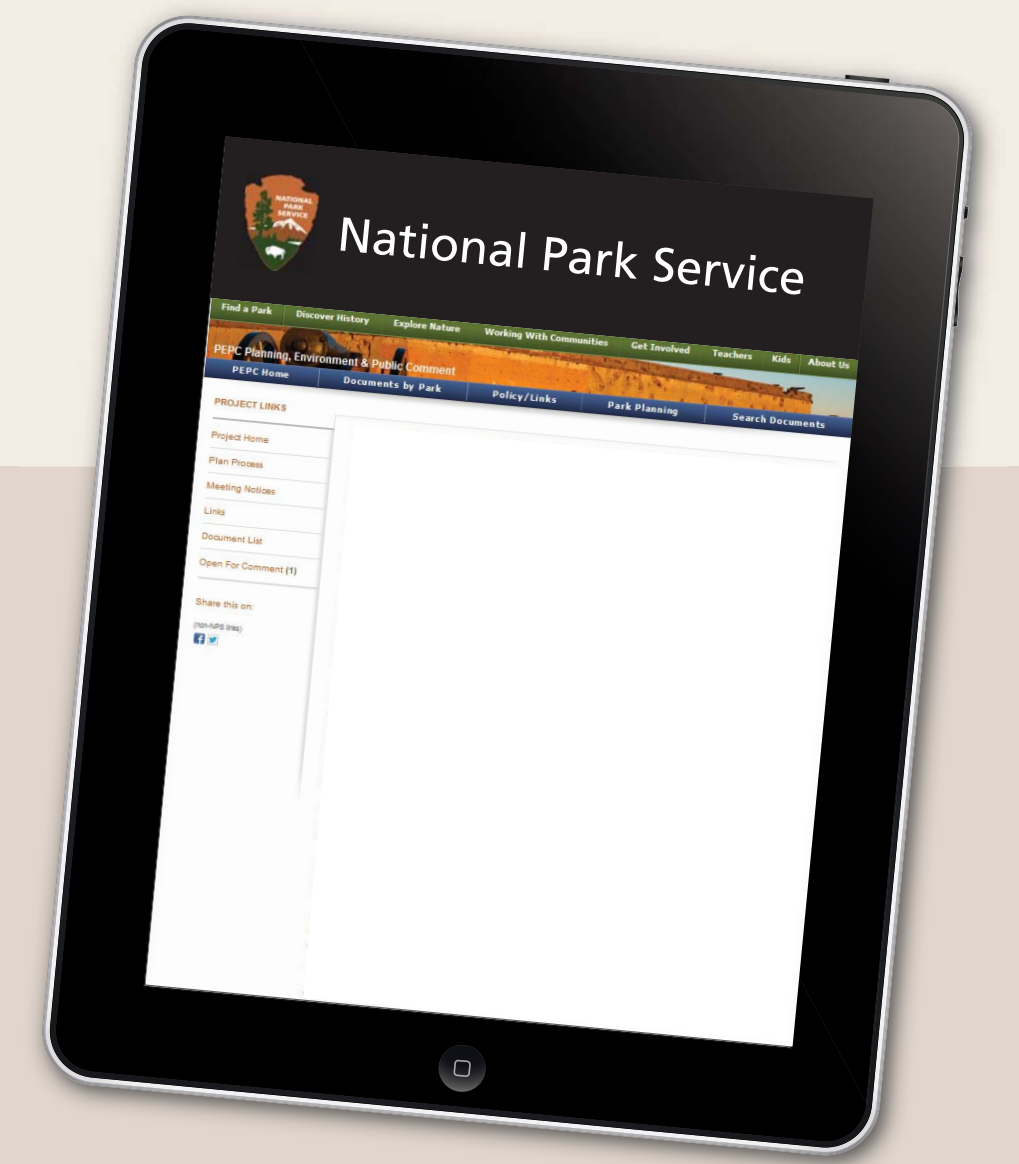 NATIONAL
PARK
SERVICE
National Park Service
Find a Park Discover History Explore Nature Working With Communities Get Involved Teachers Kids About Us
PEPC Planning, Environment & Public Comment
PEPC Home Documents by Park Policy/Links Park Planning Search Documents
PROJECT LINKS
Project Home
Plan Process
Meeting Notices
Links
Document List
Open For Comment (1)
Share this on:
(non-NPS links)